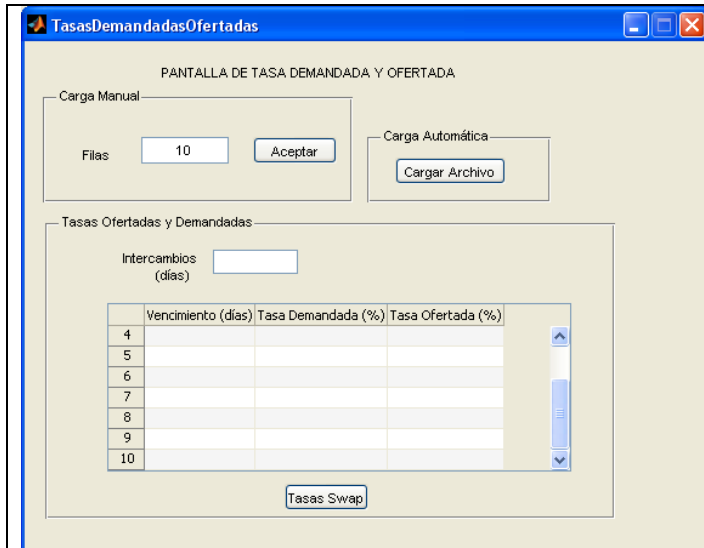 TasasDemandadasOfertadas
PANTALLA DE TASA DEMANDADA Y OFERTADA
Carga Manual
Filas 10 Aceptar
Carga Automática
Cargar Archivo
Tasas Ofertadas y Demandadas
Intercambios
(días)
Vencimiento (días) Tasa Demandada (%) Tasa Ofertada (%)
4
5
6
7
8
9
10
Tasas Swap